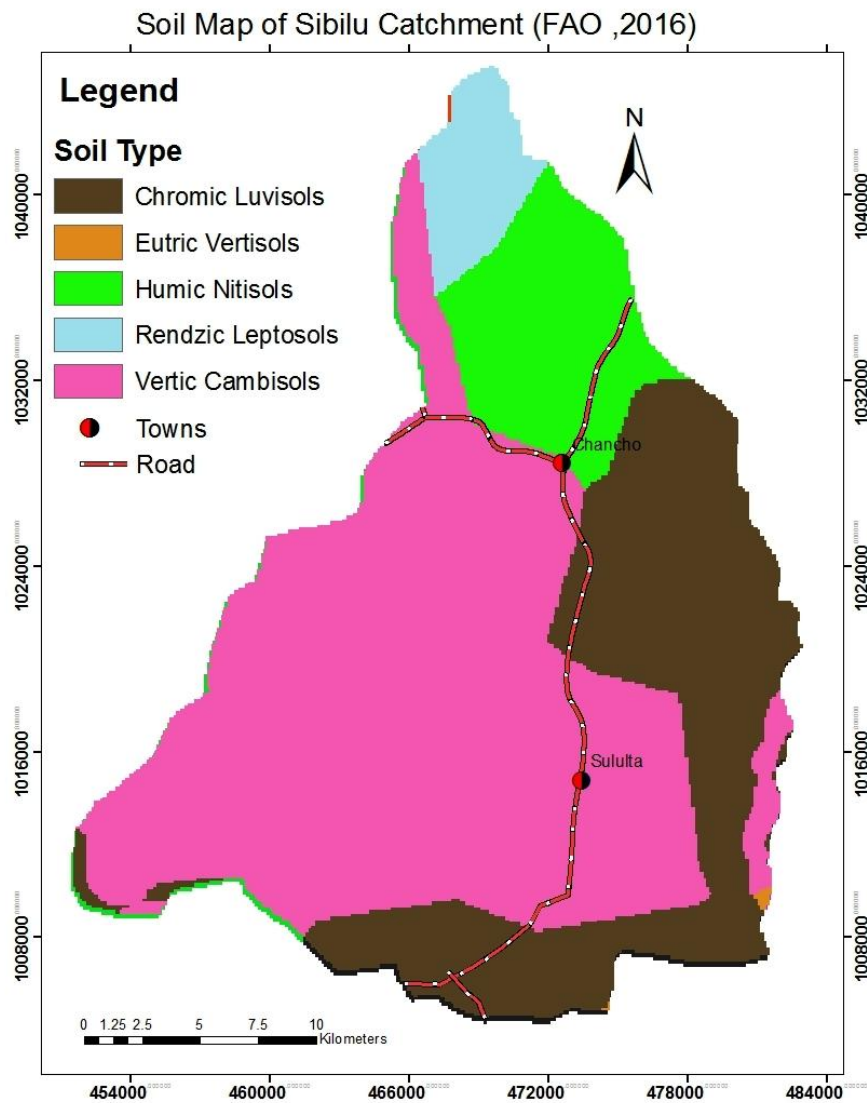 Soil Map of Sibilu Catchment (FAO ,2016)
Legend
N
Soil Type
Chromic Luvisols
Eutric Vertisols
Humic Nitisols
Rendzic Leptosols
Vertic Cambisols
Towns
Road
Chancho
Sululta
0 1.25 2.5 5 7.5 10
Kilometers
1040000
1032000
1024000
1016000
1008000
1040000
1032000
1024000
1016000
1008000
454000 460000 466000 472000 478000 484000